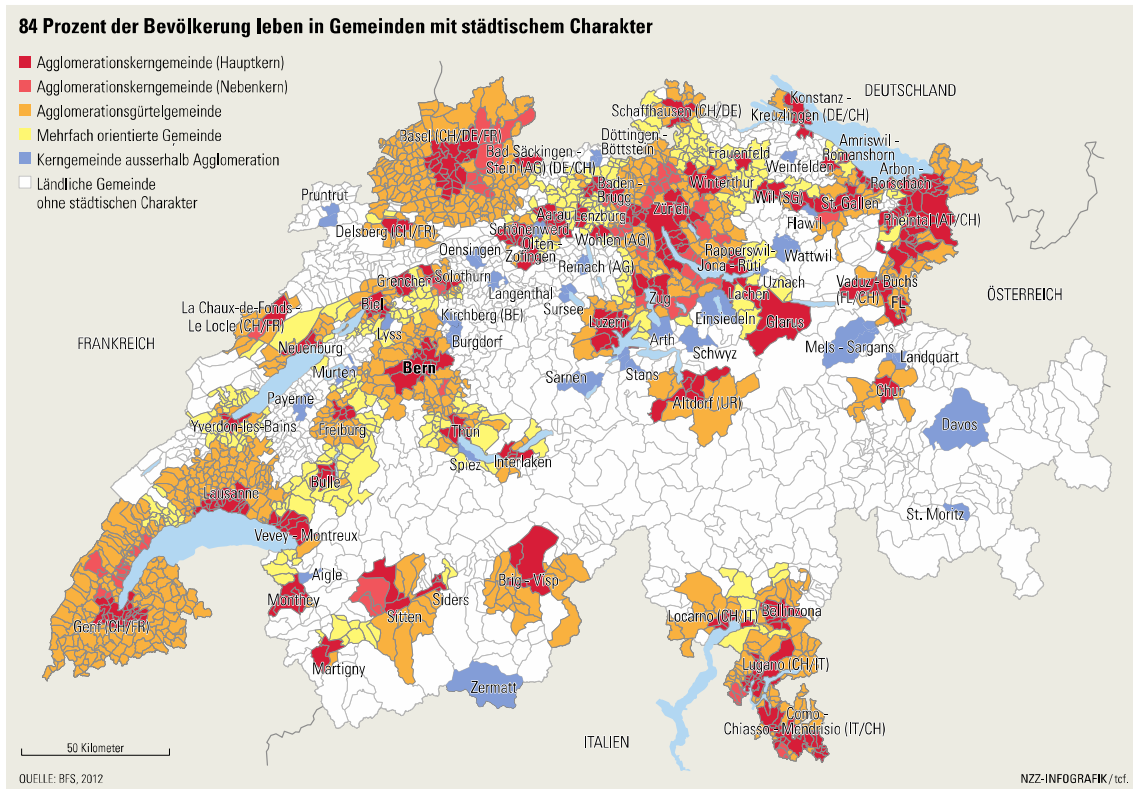 84 Prozent der Bevölkerung leben in Gemeinden mit städtischem Charakter
Agglomerationskerngemeinde (Hauptkern)
Agglomerationskerngemeinde (Nebenkern)
Agglomerationsgürtelgemeinde
Mehrfach orientierte Gemeinde
Kerngemeinde ausserhalb Agglomeration
Ländliche Gemeinde
ohne städtischen Charakter
DEUTSCHLAND
Konstanz -
Kreuzlingen (DE/CH)
Schaffhausen (CH/DE)
Basel (CH/DE/FR)
Bad Säckingen -
Stein (AG) (DE/CH)
Döttingen -
Böttstein
Frauenfeld
Weinfelden
Amriswil -
Romanshorn
Arbon -
Rorschach
Pruntrut
Delsberg (CH/FR)
Baden -
Brugg
Winterthur
Wil (SG)
St. Gallen
Rheintal (AT/CH)
Aarau
Lenzburg
Zürich
Flawil
Schönenwerd
Olten -
Zofingen
Wohlen (AG)
Oensingen
Reinach (AG)
Rapperswil-
Jona - Rüti
Wattwil
Uznach
Grenchen
Solothurn
Langenthal
Sursee
Zug
Lachen
Vaduz - Buchs
(FL/CH)
FL
ÖSTERREICH
La Chaux-de-Fonds -
Le Locle (CH/FR)
Biel
Lyss
Kirchberg (BE)
Burgdorf
Luzern
Einsiedeln
Glarus
Arth
Schwyz
Mels - Sargans
Landquart
FRANKREICH
Neuenburg
Murten
Bern
Sarnen
Stans
Altdorf (UR)
Chur
Payerne
Yverdon-les-Bains
Freiburg
Thun
Davos
Spiez
Interlaken
Bulle
Lausanne
St. Moritz
Vevey - Montreux
Aigle
Monthey
Brig - Visp
Siders
Sitten
Genf (CH/FR)
Locarno (CH/IT)
Bellinzona
Martigny
Zermatt
Lugano (CH/IT)
Como -
Chiasso - Mendrisio (IT/CH)
ITALIEN
50 Kilometer
QUELLE: BFS, 2012
NZZ-INFOGRAFIK/tcf.